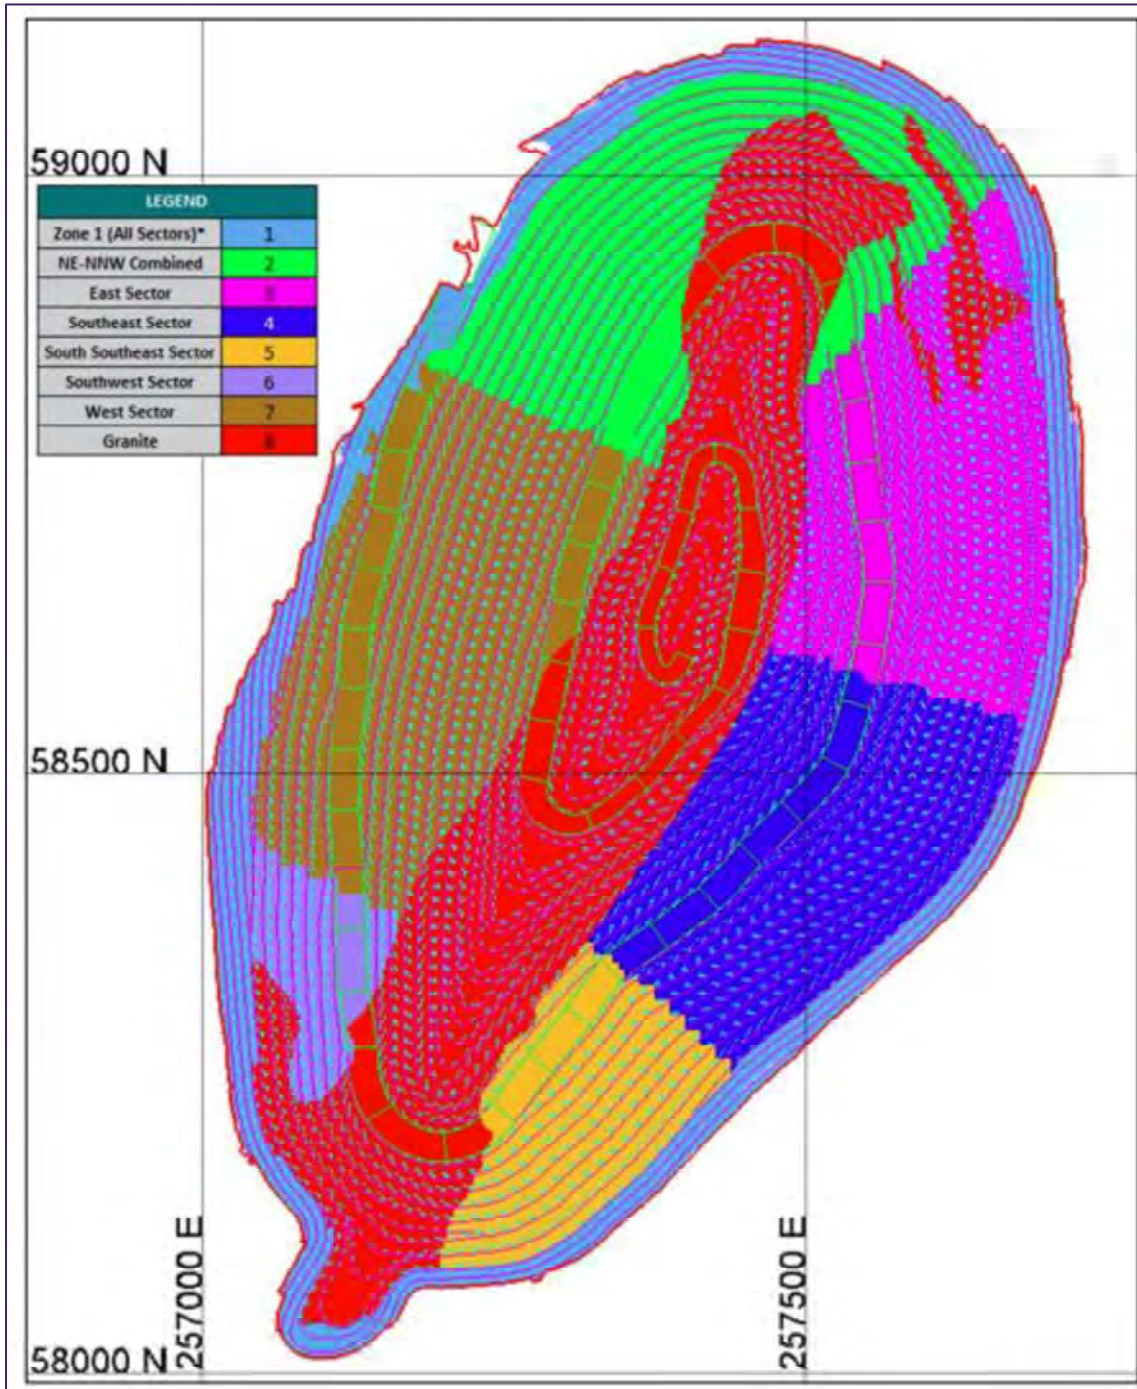 59000 N
LEGEND
Zone 1 (All Sectors)* 1
NE-NNW Combined 2
East Sector 3
Southeast Sector 4
South Southeast Sector 5
Southwest Sector 6
West Sector 7
Granite 8
58500 N
58000 N
257000 E
257500 E